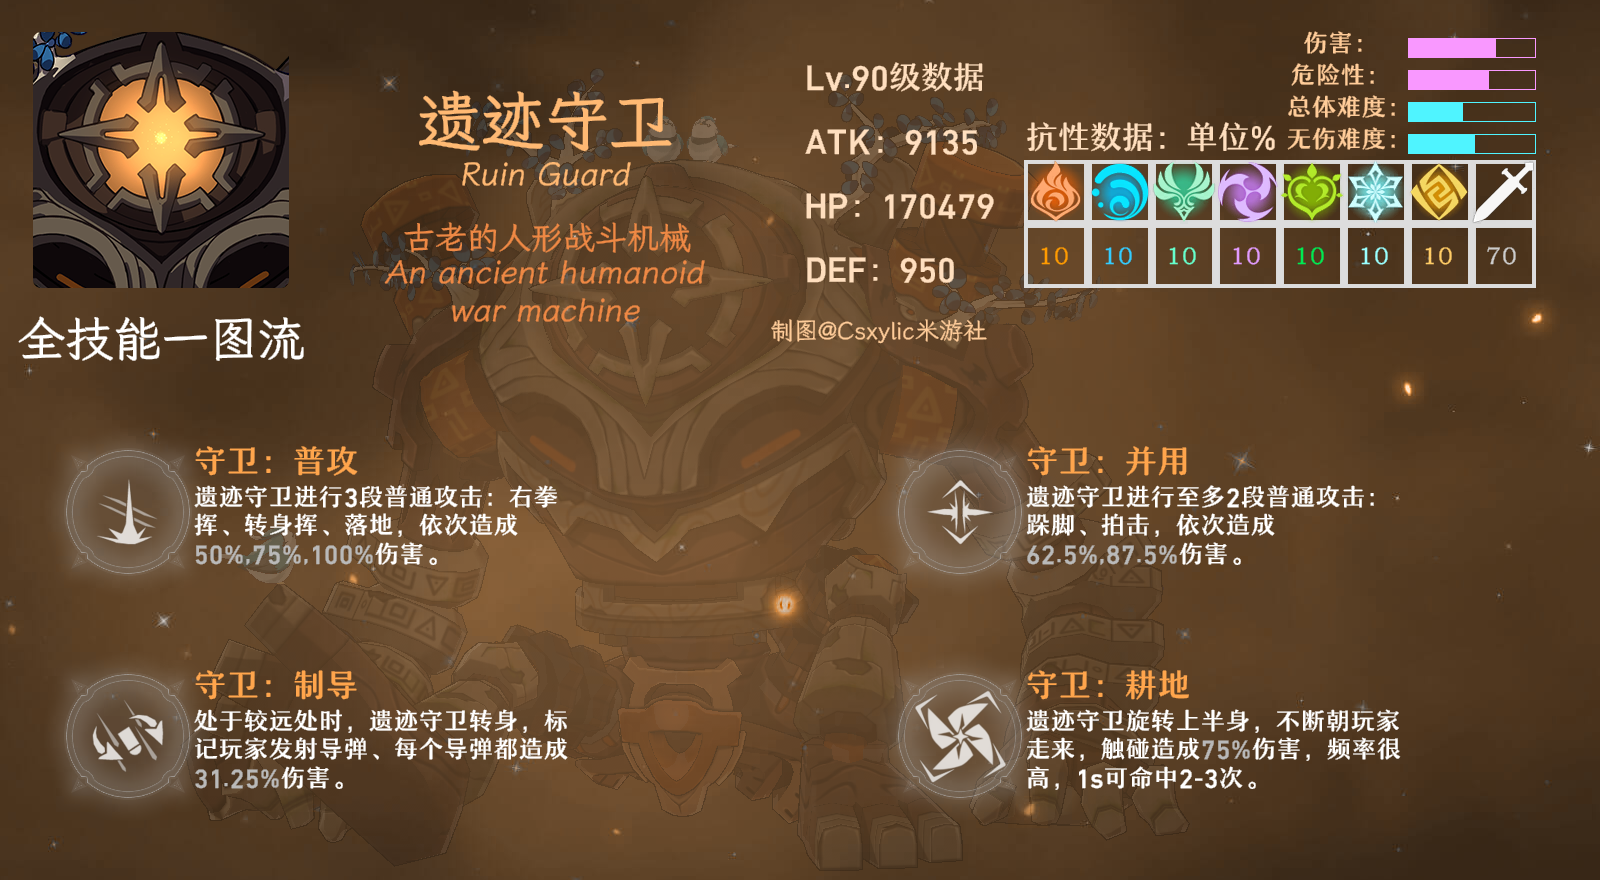 遗迹守卫
Ruin Guard
古老的人形战斗机械
An ancient humanoid
war machine
全技能一图流
Lv.90级数据
ATK：9135
HP：170479
DEF：950
制图@Csxylic米游社
伤害：
危险性：
总体难度：
无伤难度：
抗性数据：单位%
10 10 10 10 10 10 10 70
守卫：普攻
遗迹守卫进行3段普通攻击：右拳
挥、转身挥、落地，依次造成
50%,75%,100%伤害。
守卫：并用
遗迹守卫进行至多2段普通攻击：
跺脚、拍击，依次造成
62.5%,87.5%伤害。
守卫：制导
处于较远处时，遗迹守卫转身，标
记玩家发射导弹、每个导弹都造成
31.25%伤害。
守卫：耕地
遗迹守卫旋转上半身，不断朝玩家
走来，触碰造成75%伤害，频率很
高，1s可命中2-3次。